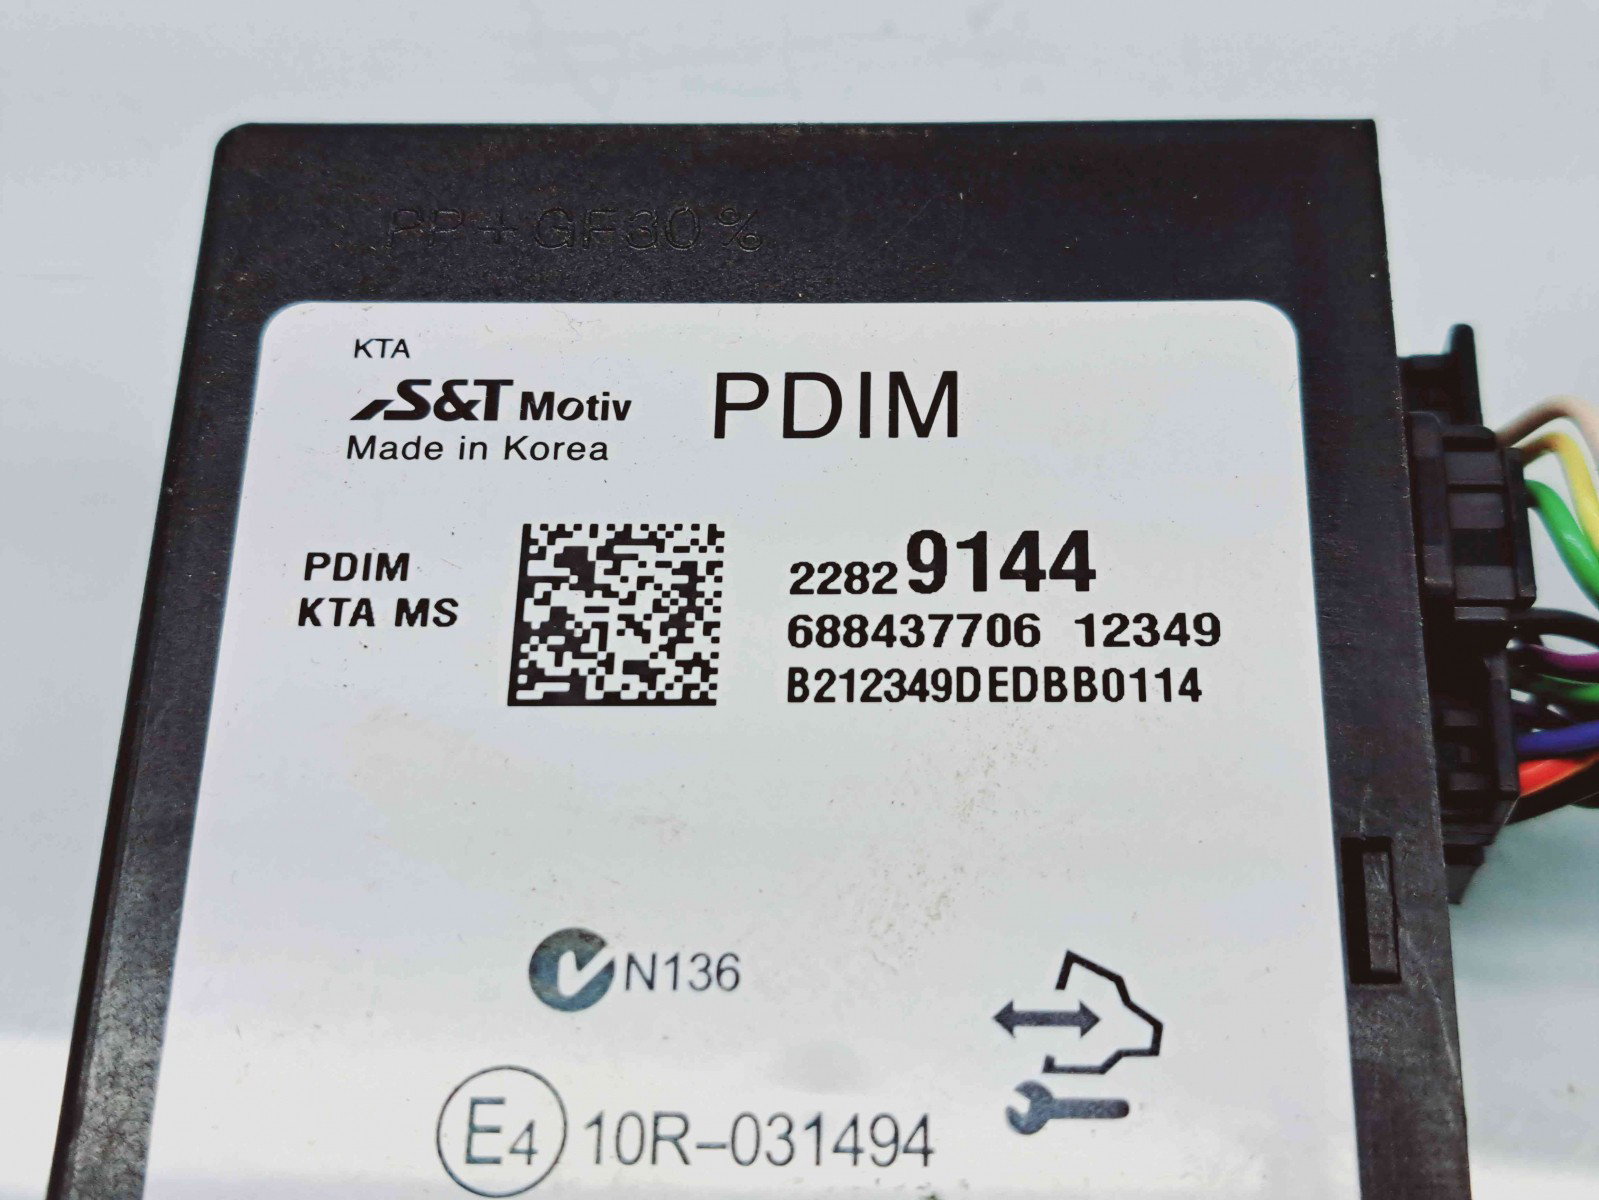 PP+GF30%
KTA
S&T Motiv PDIM
Made in Korea
PDIM
KTA MS
22829144
688437706 12349
B212349DEDBB0114
N136
E4 10R-031494